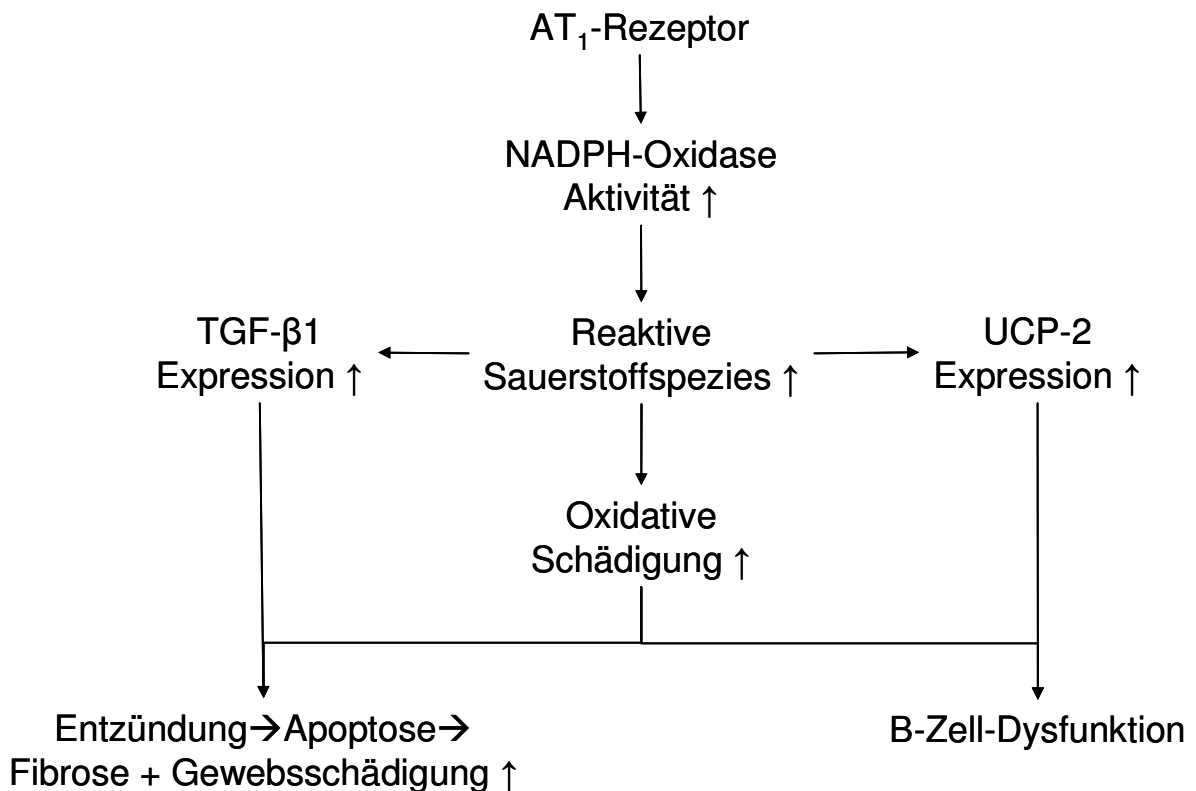 AT₁-Rezeptor
NADPH-Oxidase
Aktivität ↑
TGF-β1
Expression ↑
Reaktive
Sauerstoffspezies ↑
UCP-2
Expression ↑
Oxidative
Schädigung ↑
Entzündung→Apoptose→
Fibrose + Gewebsschädigung ↑
B-Zell-Dysfunktion